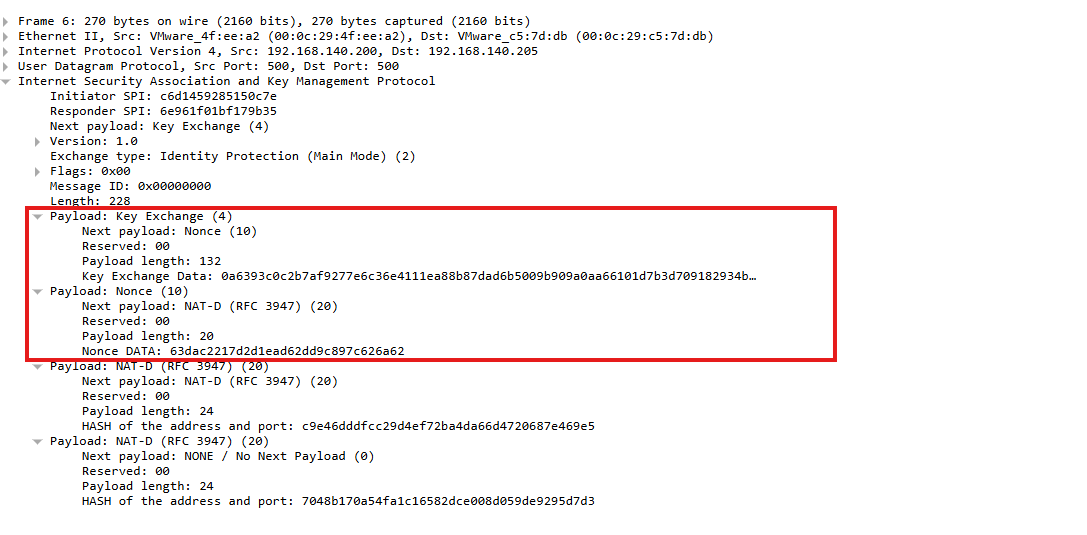 Frame 6: 270 bytes on wire (2160 bits), 270 bytes captured (2160 bits)
Ethernet II, Src: VMware_4f:ee:a2 (00:0c:29:4f:ee:a2), Dst: VMware_c5:7d:db (00:0c:29:c5:7d:db)
Internet Protocol Version 4, Src: 192.168.140.200, Dst: 192.168.140.205
User Datagram Protocol, Src Port: 500, Dst Port: 500
Internet Security Association and Key Management Protocol
Initiator SPI: c6d1459285150c7e
Responder SPI: 6e961f01bf179b35
Next payload: Key Exchange (4)
Version: 1.0
Exchange type: Identity Protection (Main Mode) (2)
Flags: 0x00
Message ID: 0x00000000
Length: 228
Payload: Key Exchange (4)
Next payload: Nonce (10)
Reserved: 00
Payload length: 132
Key Exchange Data: 0a6393c0c2b7af9277e6c36e4111ea88b87dad6b5009b909a0aa66101d7b3d709182934b…
Payload: Nonce (10)
Next payload: NAT-D (RFC 3947) (20)
Reserved: 00
Payload length: 20
Nonce DATA: 63dac2217d2d1ead62dd9c897c626a62
Payload: NAT-D (RFC 3947) (20)
Next payload: NAT-D (RFC 3947) (20)
Reserved: 00
Payload length: 24
HASH of the address and port: c9e46dddfcc29d4ef72ba4da66d4720687e469e5
Payload: NAT-D (RFC 3947) (20)
Next payload: NONE / No Next Payload (0)
Reserved: 00
Payload length: 24
HASH of the address and port: 7048b170a54fa1c16582dce008d059de9295d7d3